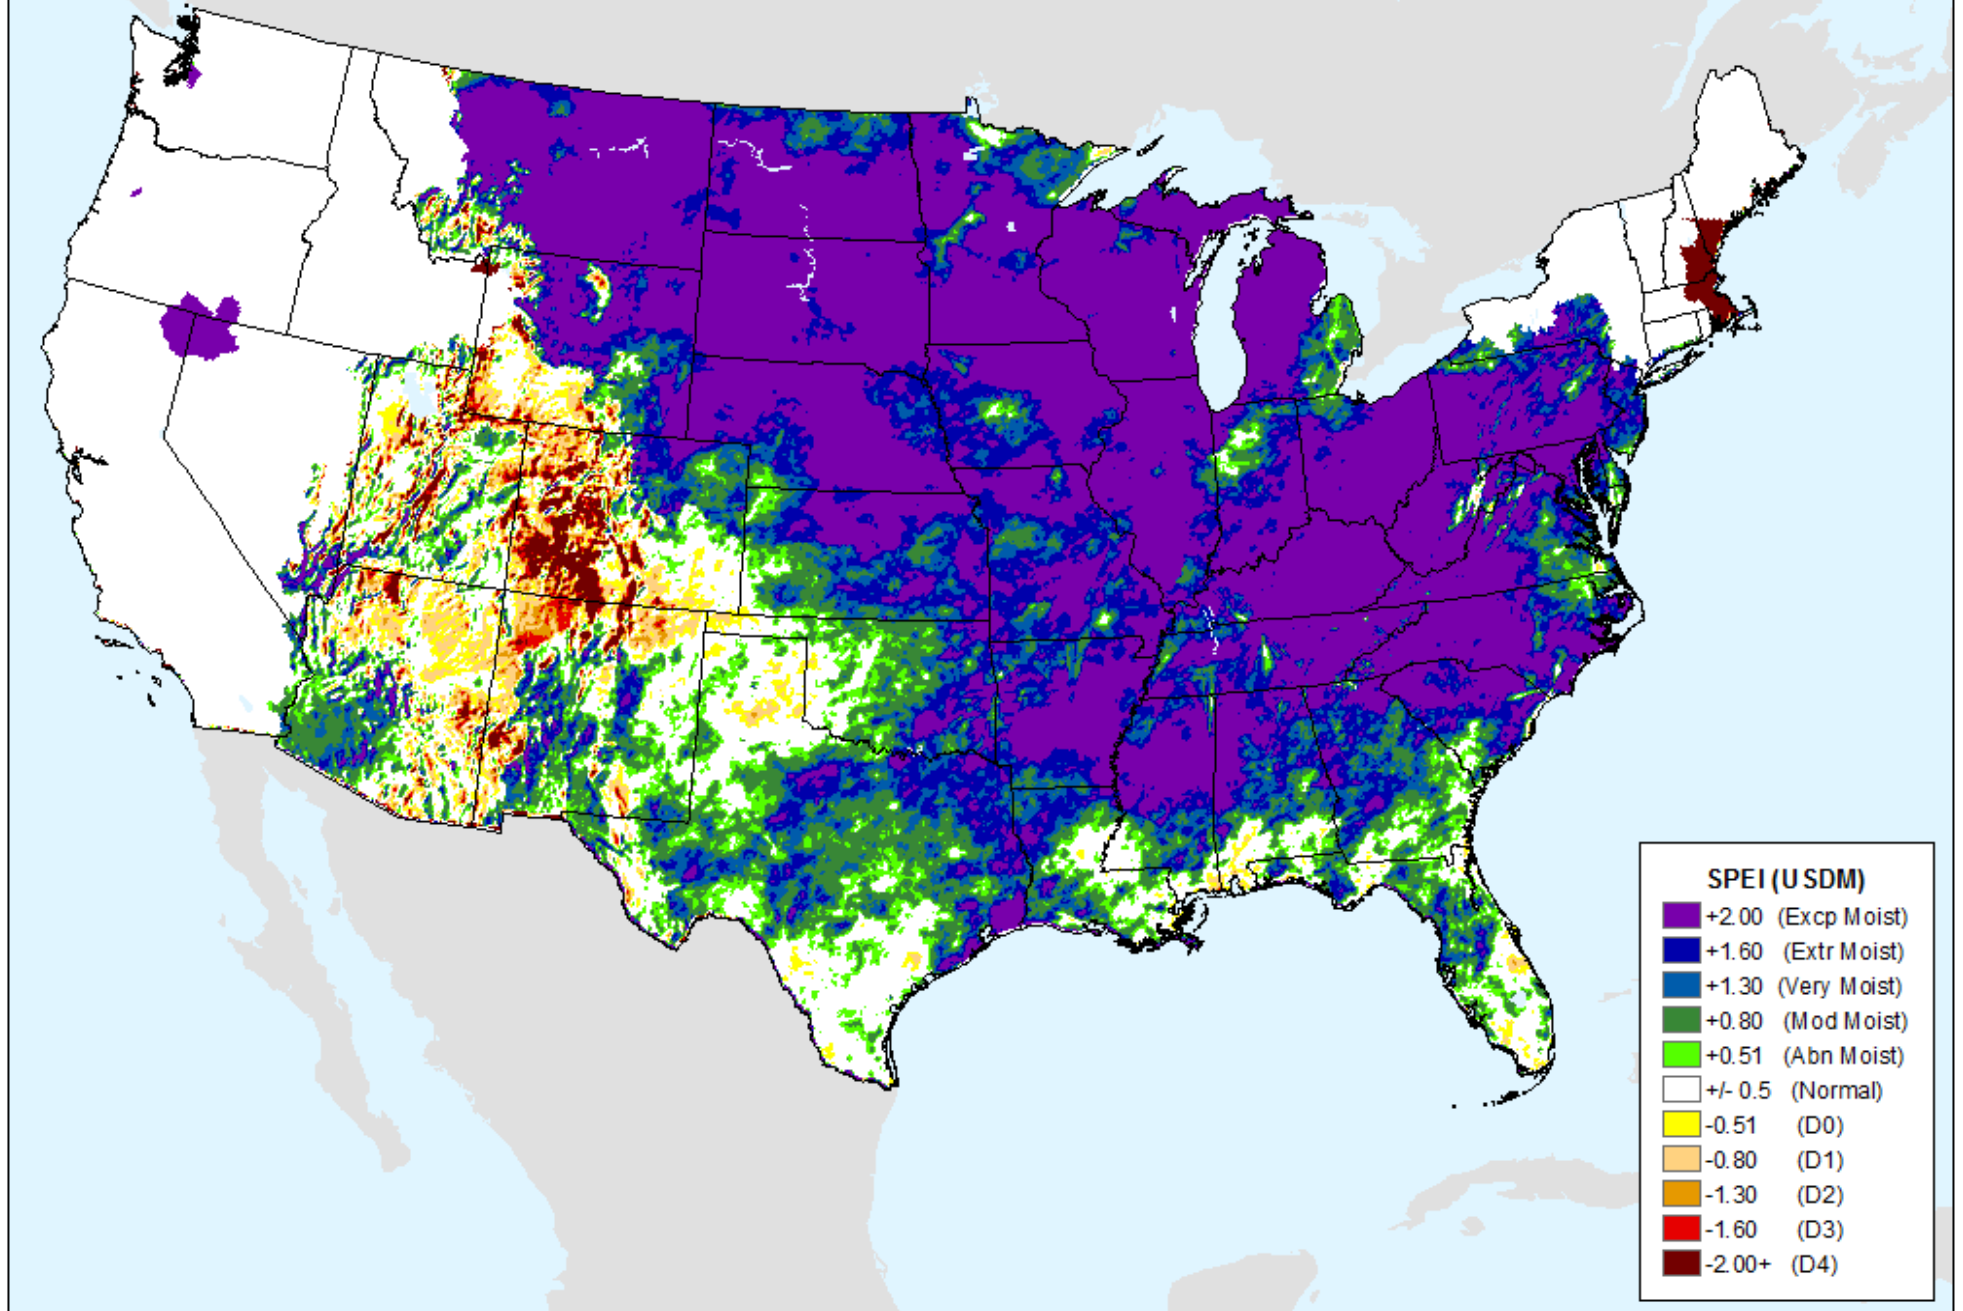 SPEI (USDM)
+2.00 (Excp Moist)
+1.60 (Extr Moist)
+1.30 (Very Moist)
+0.80 (Mod Moist)
+0.51 (Abn Moist)
+/- 0.5 (Normal)
-0.51 (D0)
-0.80 (D1)
-1.30 (D2)
-1.60 (D3)
-2.00+ (D4)